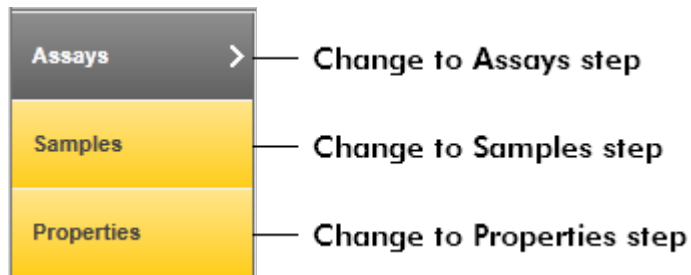 Assays Change to Assays step
Samples Change to Samples step
Properties Change to Properties step